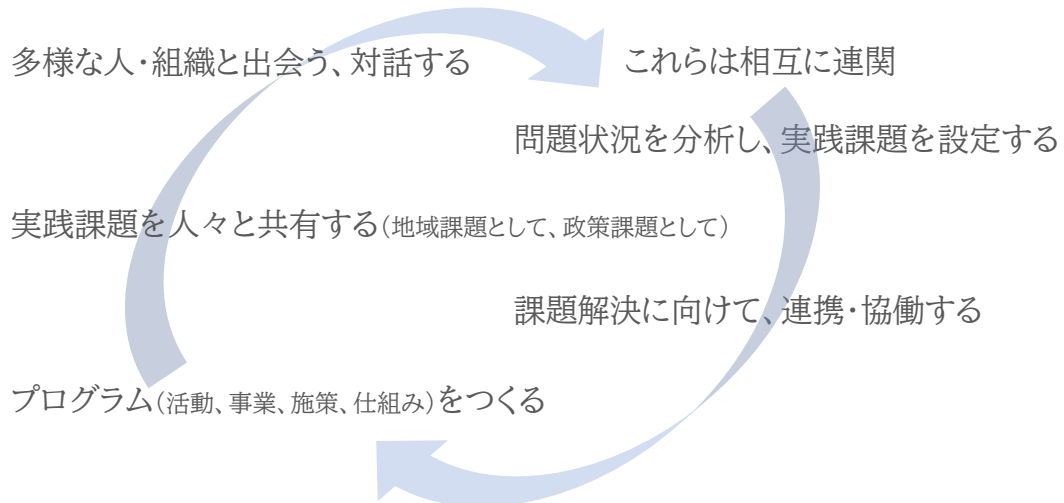 多様な人・組織と出会う、対話する
これらは相互に連関
問題状況を分析し、実践課題を設定する
実践課題を人々と共有する(地域課題として、政策課題として)
課題解決に向けて、連携・協働する
プログラム(活動、事業、施策、仕組み)をつくる